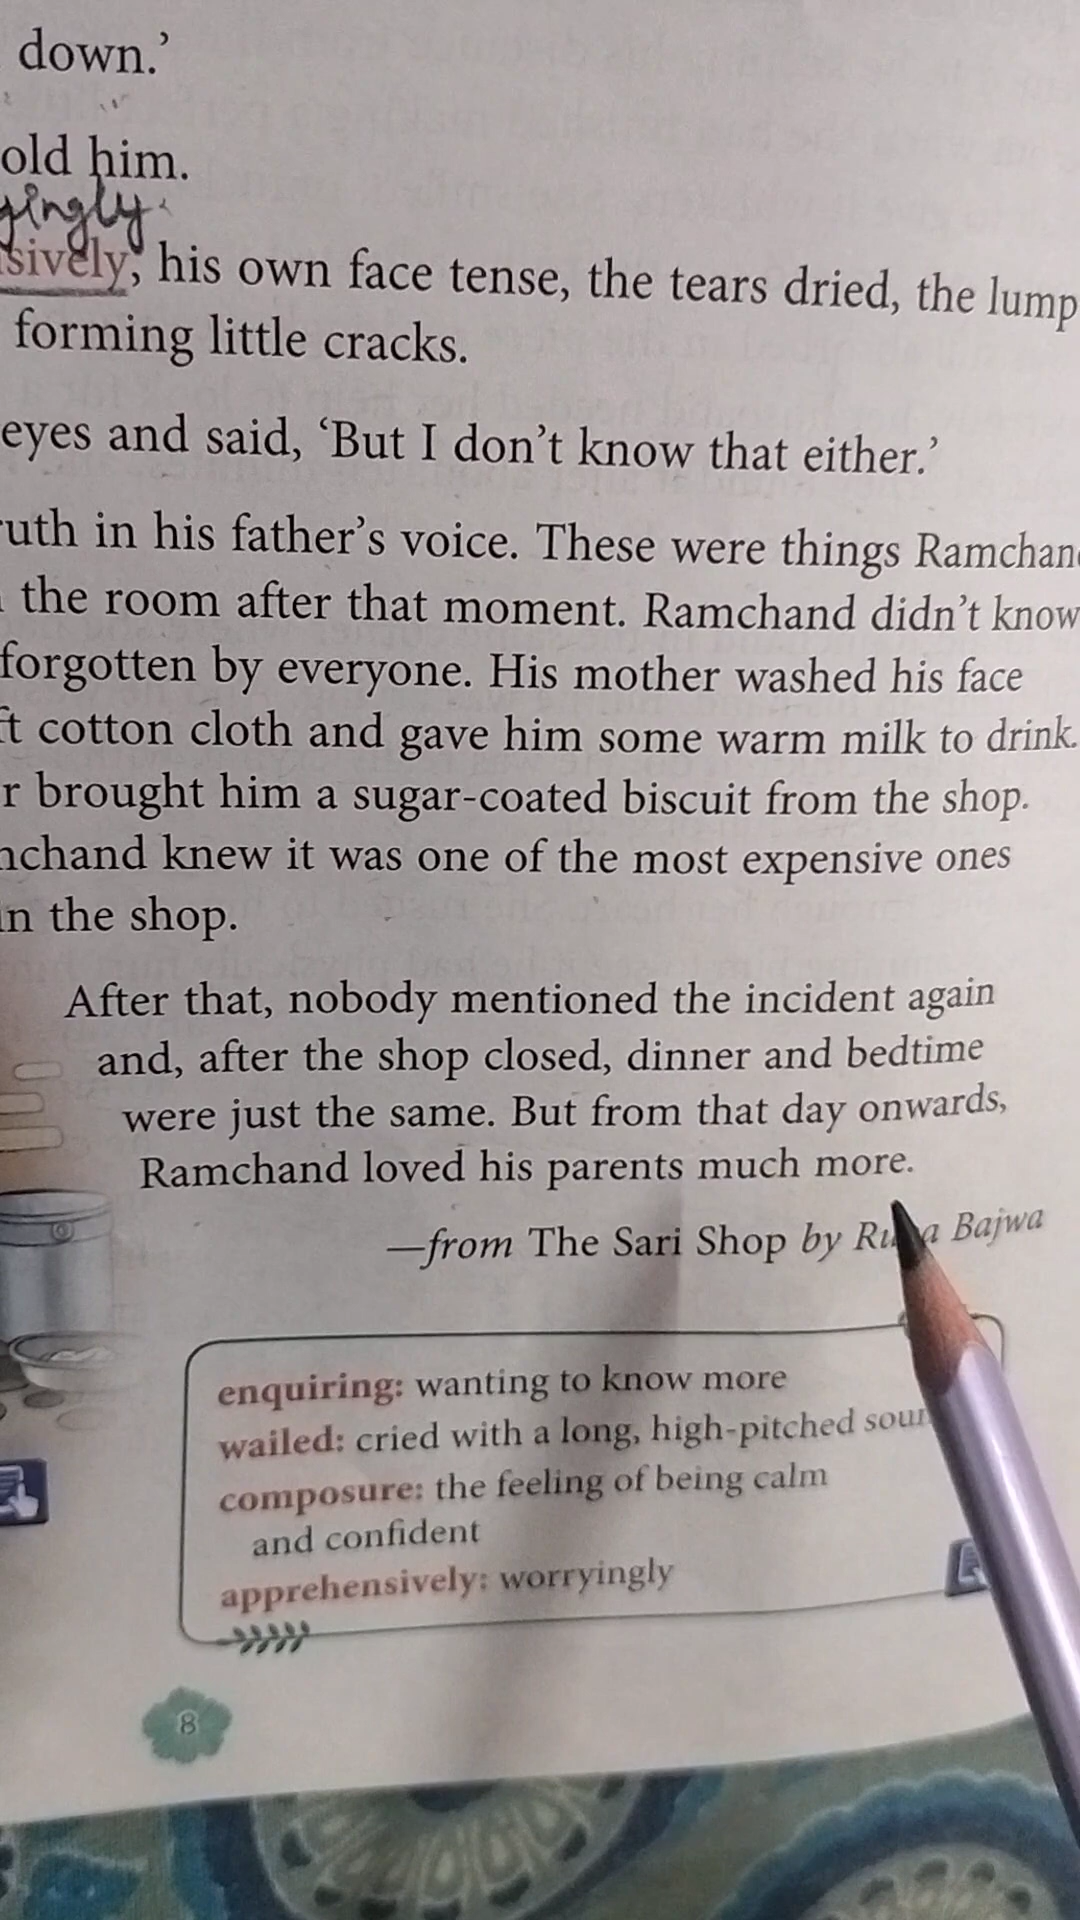 down.'
old him.
gingly
sively, his own face tense, the tears dried, the lump
forming little cracks.
eyes and said, 'But I don't know that either.'
ruth in his father's voice. These were things Ramchan
the room after that moment. Ramchand didn't know
forgotten by everyone. His mother washed his face
ft cotton cloth and gave him some warm milk to drink.
r brought him a sugar-coated biscuit from the shop.
nchand knew it was one of the most expensive ones
in the shop.
After that, nobody mentioned the incident again
and, after the shop closed, dinner and bedtime
were just the same. But from that day onwards,
Ramchand loved his parents much more.
—from The Sari Shop by Bajwa
enquiring: wanting to know more
wailed: cried with a long, high-pitched soun
composure: the feeling of being calm
and confident
apprehensively: worryingly
8